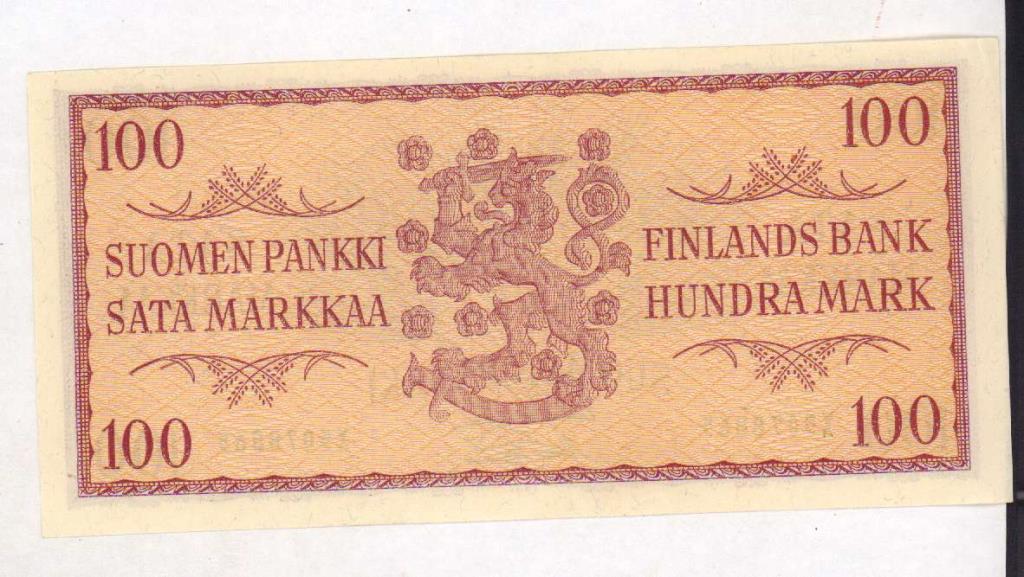 100
100
SUOMEN PANKKI
SATA MARKKAA
FINLANDS BANK
HUNDRA MARK
100
100